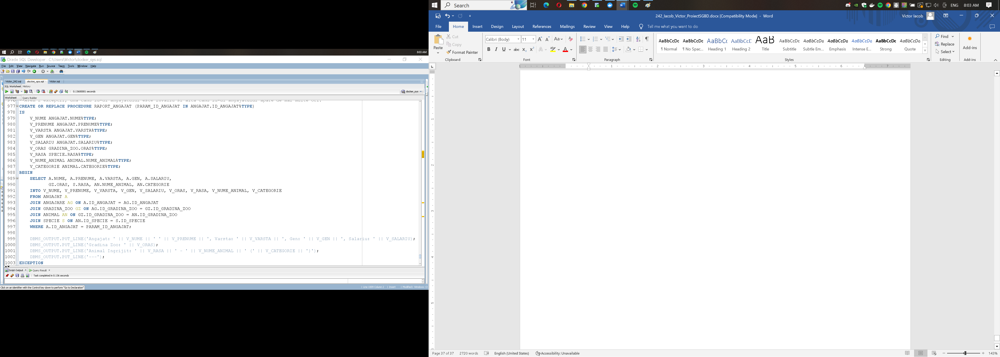 8:03 AM
Oracle SQL Developer : C:\Users\Victor\docker_sys.sql
File Edit View Navigate Run Source Team Tools Window Help
Victor_242.sql docker_sys.sql Victor.sql
SQL Worksheet History
0.13600001 seconds
docker_sys
Worksheet Query Builder
977 CREATE OR REPLACE PROCEDURE RAPORT_ANGAJAT (PARAM_ID_ANGAJAT IN ANGAJAT.ID_ANGAJAT%TYPE)
978 IS
979 V_NUME ANGAJAT.NUME%TYPE;
980 V_PRENUME ANGAJAT.PRENUME%TYPE;
981 V_VARSTA ANGAJAT.VARSTA%TYPE;
982 V_GEN ANGAJAT.GEN%TYPE;
983 V_SALARIU ANGAJAT.SALARIU%TYPE;
984 V_ORAS GRADINA_ZOO.ORAS%TYPE;
985 V_RASA SPECIE.RASA%TYPE;
986 V_NUME_ANIMAL ANIMAL.NUME_ANIMAL%TYPE;
987 V_CATEGORIE ANIMAL.CATEGORIE%TYPE;
988 BEGIN
989 SELECT A.NUME, A.PRENUME, A.VARSTA, A.GEN, A.SALARIU,
990 GZ.ORAS, S.RASA, AN.NUME_ANIMAL, AN.CATEGORIE
991 INTO V_NUME, V_PRENUME, V_VARSTA, V_GEN, V_SALARIU, V_ORAS, V_RASA, V_NUME_ANIMAL, V_CATEGORIE
992 FROM ANGAJAT A
993 JOIN ANGAJARE AG ON A.ID_ANGAJAT = AG.ID_ANGAJAT
994 JOIN GRADINA_ZOO GZ ON AG.ID_GRADINA_ZOO = GZ.ID_GRADINA_ZOO
995 JOIN ANIMAL AN ON GZ.ID_GRADINA_ZOO = AN.ID_GRADINA_ZOO
996 JOIN SPECIE S ON AN.ID_SPECIE = S.ID_SPECIE
997 WHERE A.ID_ANGAJAT = PARAM_ID_ANGAJAT;
998
999 DBMS_OUTPUT.PUT_LINE('Angajat: ' || V_NUME || ' ' || V_PRENUME || ', Varsta: ' || V_VARSTA || ', Gen: ' || V_GEN || ', Salariu: ' || V_SALARIU);
1000 DBMS_OUTPUT.PUT_LINE('Gradina Zoo: ' || V_ORAS);
1001 DBMS_OUTPUT.PUT_LINE('Animal Ingrijit: ' || V_RASA || ' - ' || V_NUME_ANIMAL || ' (' || V_CATEGORIE || ')');
1002 DBMS_OUTPUT.PUT_LINE('---');
1003 EXCEPTION
Script Output Query Result
Task completed in 0.136 seconds
Click on an identifier with the Control key down to perform "Go to Declaration"
Line 1009 Column 2 Insert Modified Windows: C
Search
ENG 8:03 AM
242_Iacob_Victor_ProiectSGBD.docx [Compatibility Mode] - Word
Victor Iacob
File Home Insert Design Layout References Mailings Review View Help Tell me what you want to do
Paste
Cut
Copy
Format Painter
Clipboard
Calibri (Body) 11
Font
Paragraph
AaBbCcDc AaBbCcDc AaBbCc AaBbCcE AaB AaBbCcDc AaBbCcDa AaBbCcDa AaBbCcDa AaBbCcDc AaBbCcDa
¶ Normal ¶ No Spac... Heading 1 Heading 2 Title Subtitle Subtle Em... Emphasis Intense E... Strong Quote
Styles
Find
Replace
Select
Editing
Add-ins
Add-ins
1 1 2 3 4 5 6 7
1
2
3
4
5
Page 37 of 37 2720 words English (United States) Accessibility: Unavailable
143%